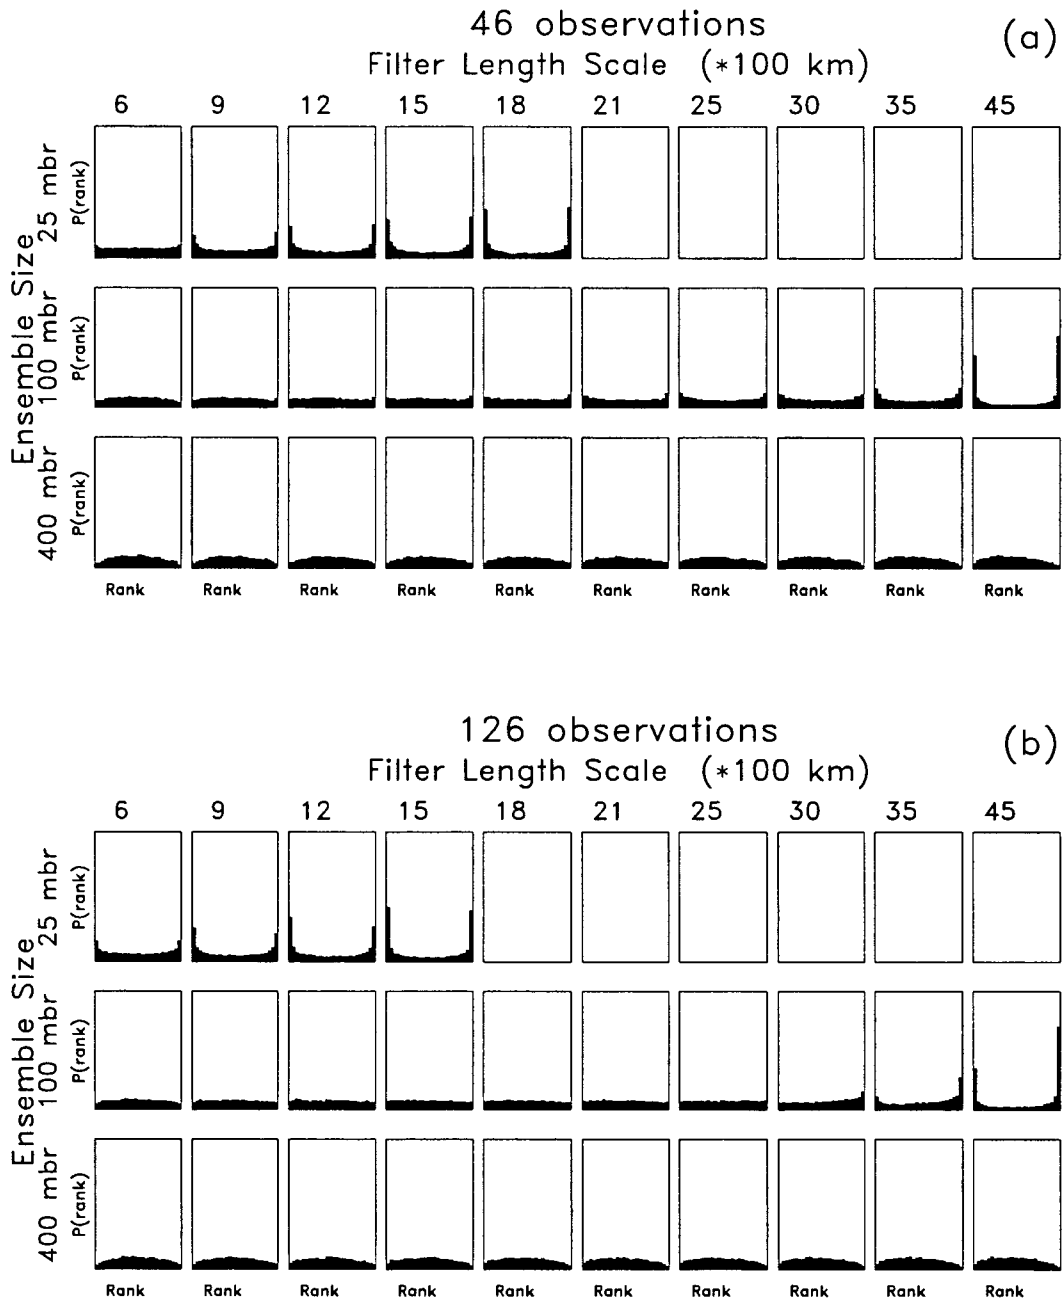 46 observations
(a)
Filter Length Scale (*100 km)
6 9 12 15 18 21 25 30 35 45
Ensemble Size
25 mbr
P(rank)
100 mbr
P(rank)
400 mbr
P(rank)
Rank Rank Rank Rank Rank Rank Rank Rank Rank Rank
126 observations
(b)
Filter Length Scale (*100 km)
6 9 12 15 18 21 25 30 35 45
Ensemble Size
25 mbr
P(rank)
100 mbr
P(rank)
400 mbr
P(rank)
Rank Rank Rank Rank Rank Rank Rank Rank Rank Rank